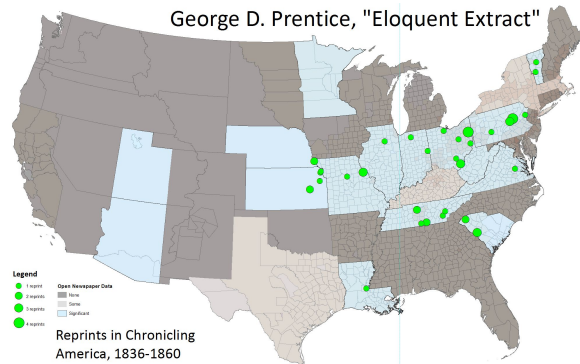 George D. Prentice, "Eloquent Extract"
Legend
1 reprint
2 reprints
3 reprints
4 reprints
Open Newspaper Data
None
Some
Significant
Reprints in Chronicling
America, 1836-1860